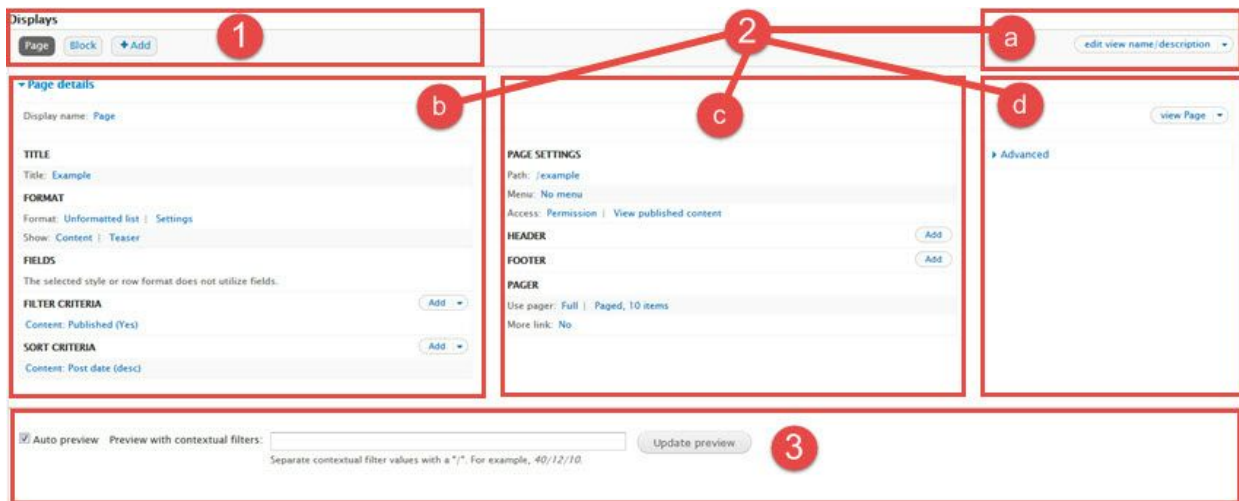 Displays
1
2
a
Page Block +Add
edit view name/description
Page details
b
c
d
Display name: Page
view Page
TITLE
Title: Example
FORMAT
Format: Unformatted list | Settings
Show: Content | Teaser
FIELDS
The selected style or row format does not utilize fields.
FILTER CRITERIA
Add
Content: Published (Yes)
SORT CRITERIA
Add
Content: Post date (desc)
PAGE SETTINGS
Path: /example
Menu: No menu
Access: Permission | View published content
HEADER
Add
FOOTER
Add
PAGER
Use pager: Full | Paged, 10 items
More link: No
Advanced
Auto preview Preview with contextual filters:
Update preview
3
Separate contextual filter values with a "/". For example, 40/12/10.